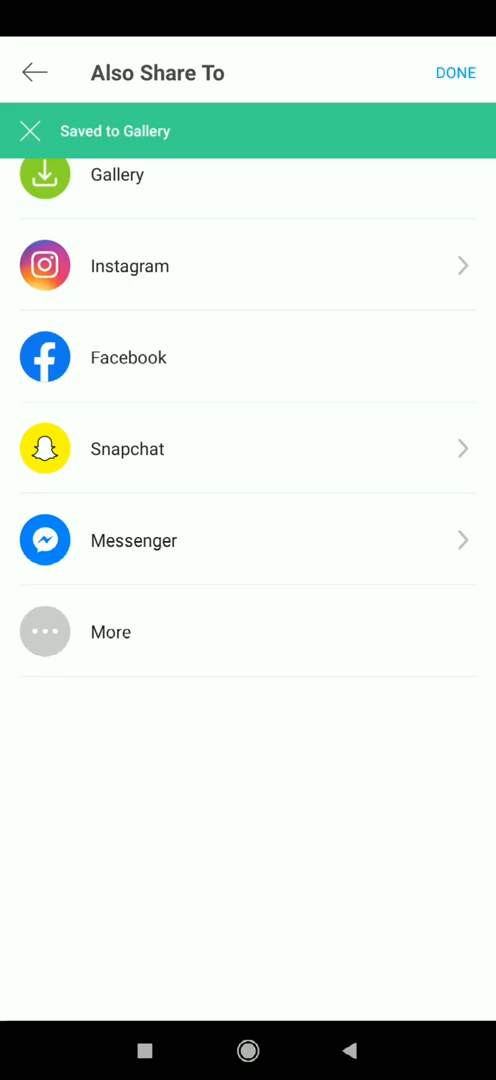 Also Share To
DONE
Saved to Gallery
Gallery
Instagram
Facebook
Snapchat
Messenger
More